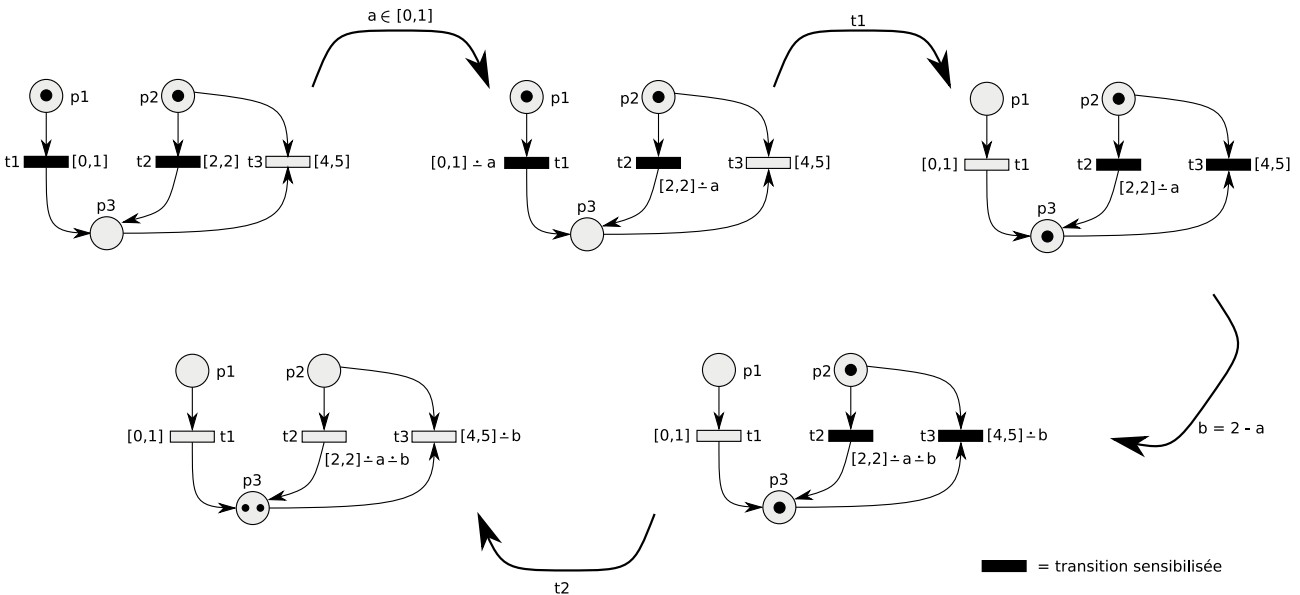 a ∈ [0,1]
t1
p1
p2
t1
[0,1]
t2
[2,2]
t3
[4,5]
p3
p1
p2
[0,1] ∸ a
t1
t2
[2,2] ∸ a
t3
[4,5]
p3
p1
p2
[0,1]
t1
t2
[2,2] ∸ a
t3
[4,5]
p3
b = 2 - a
p1
p2
[0,1]
t1
t2
[2,2] ∸ a ∸ b
t3
[4,5] ∸ b
p3
p1
p2
[0,1]
t1
t2
[2,2] ∸ a ∸ b
t3
[4,5] ∸ b
p3
t2
= transition sensibilisée